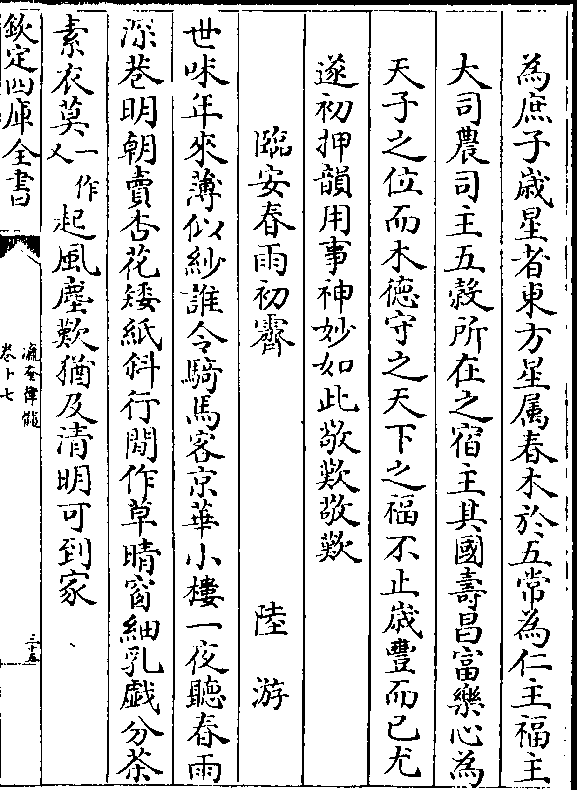 為庶子歳星者東方星属春木於五常為仁主福主
大司農司主五穀所在之宿主其國壽昌富樂心為
天子之位而木徳守之天下之福不止歳豐而已尤
遂初押韻用事神妙如此敬歎敬歎
臨安春雨初霽 陸游
世味年來薄似紗誰令騎馬客京華小樓一夜聽春雨
深巷明朝賣杏花矮紙斜行閒作草晴窗細乳戯分茶
素衣莫一作又起風塵歎猶及清明可到家
欽定四庫全書
瀛奎律髓
卷十七
三十五